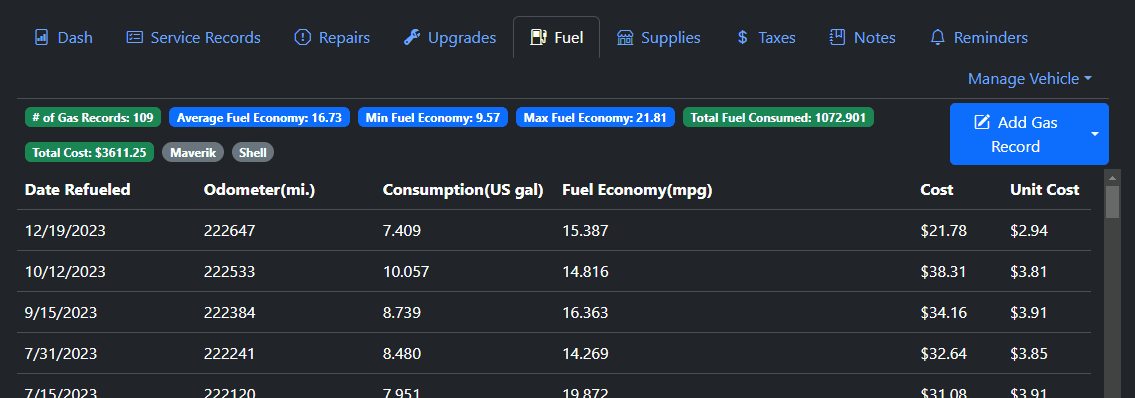 Dash Service Records Repairs Upgrades Fuel Supplies Taxes Notes Reminders
Manage Vehicle
# of Gas Records: 109 Average Fuel Economy: 16.73 Min Fuel Economy: 9.57 Max Fuel Economy: 21.81 Total Fuel Consumed: 1072.901
Add Gas
Record
Total Cost: $3611.25 Maverik Shell
Date Refueled Odometer(mi.) Consumption(US gal) Fuel Economy(mpg) Cost Unit Cost
12/19/2023 222647 7.409 15.387 $21.78 $2.94
10/12/2023 222533 10.057 14.816 $38.31 $3.81
9/15/2023 222384 8.739 16.363 $34.16 $3.91
7/31/2023 222241 8.480 14.269 $32.64 $3.85
7/15/2023 222120 7.951 19.872 $31.08 $3.91